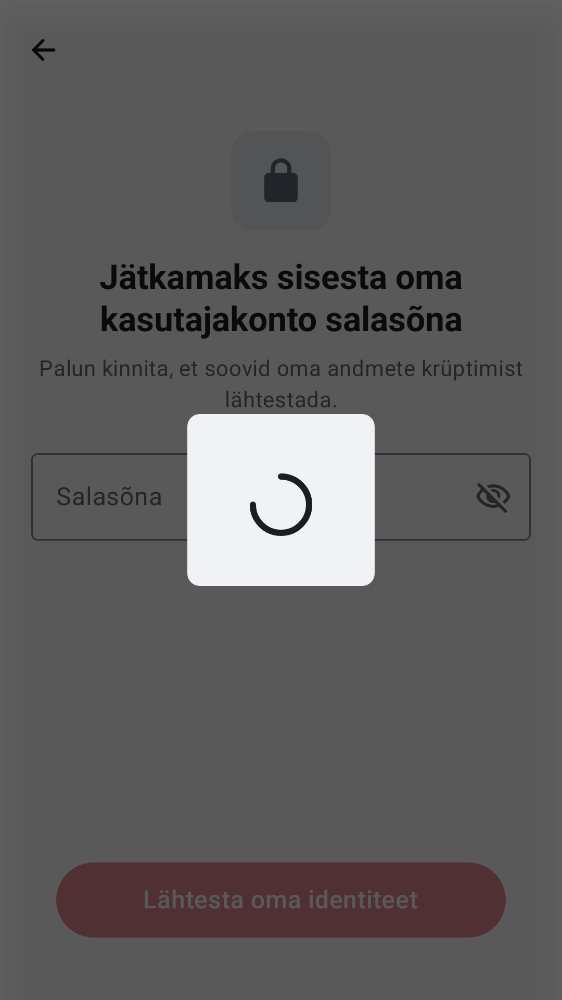 Jätkamaks sisesta oma
kasutajakonto salasõna
Palun kinnita, et soovid oma andmete krüptimist
lähtestada.
Salasõna
Lähtesta oma identiteet